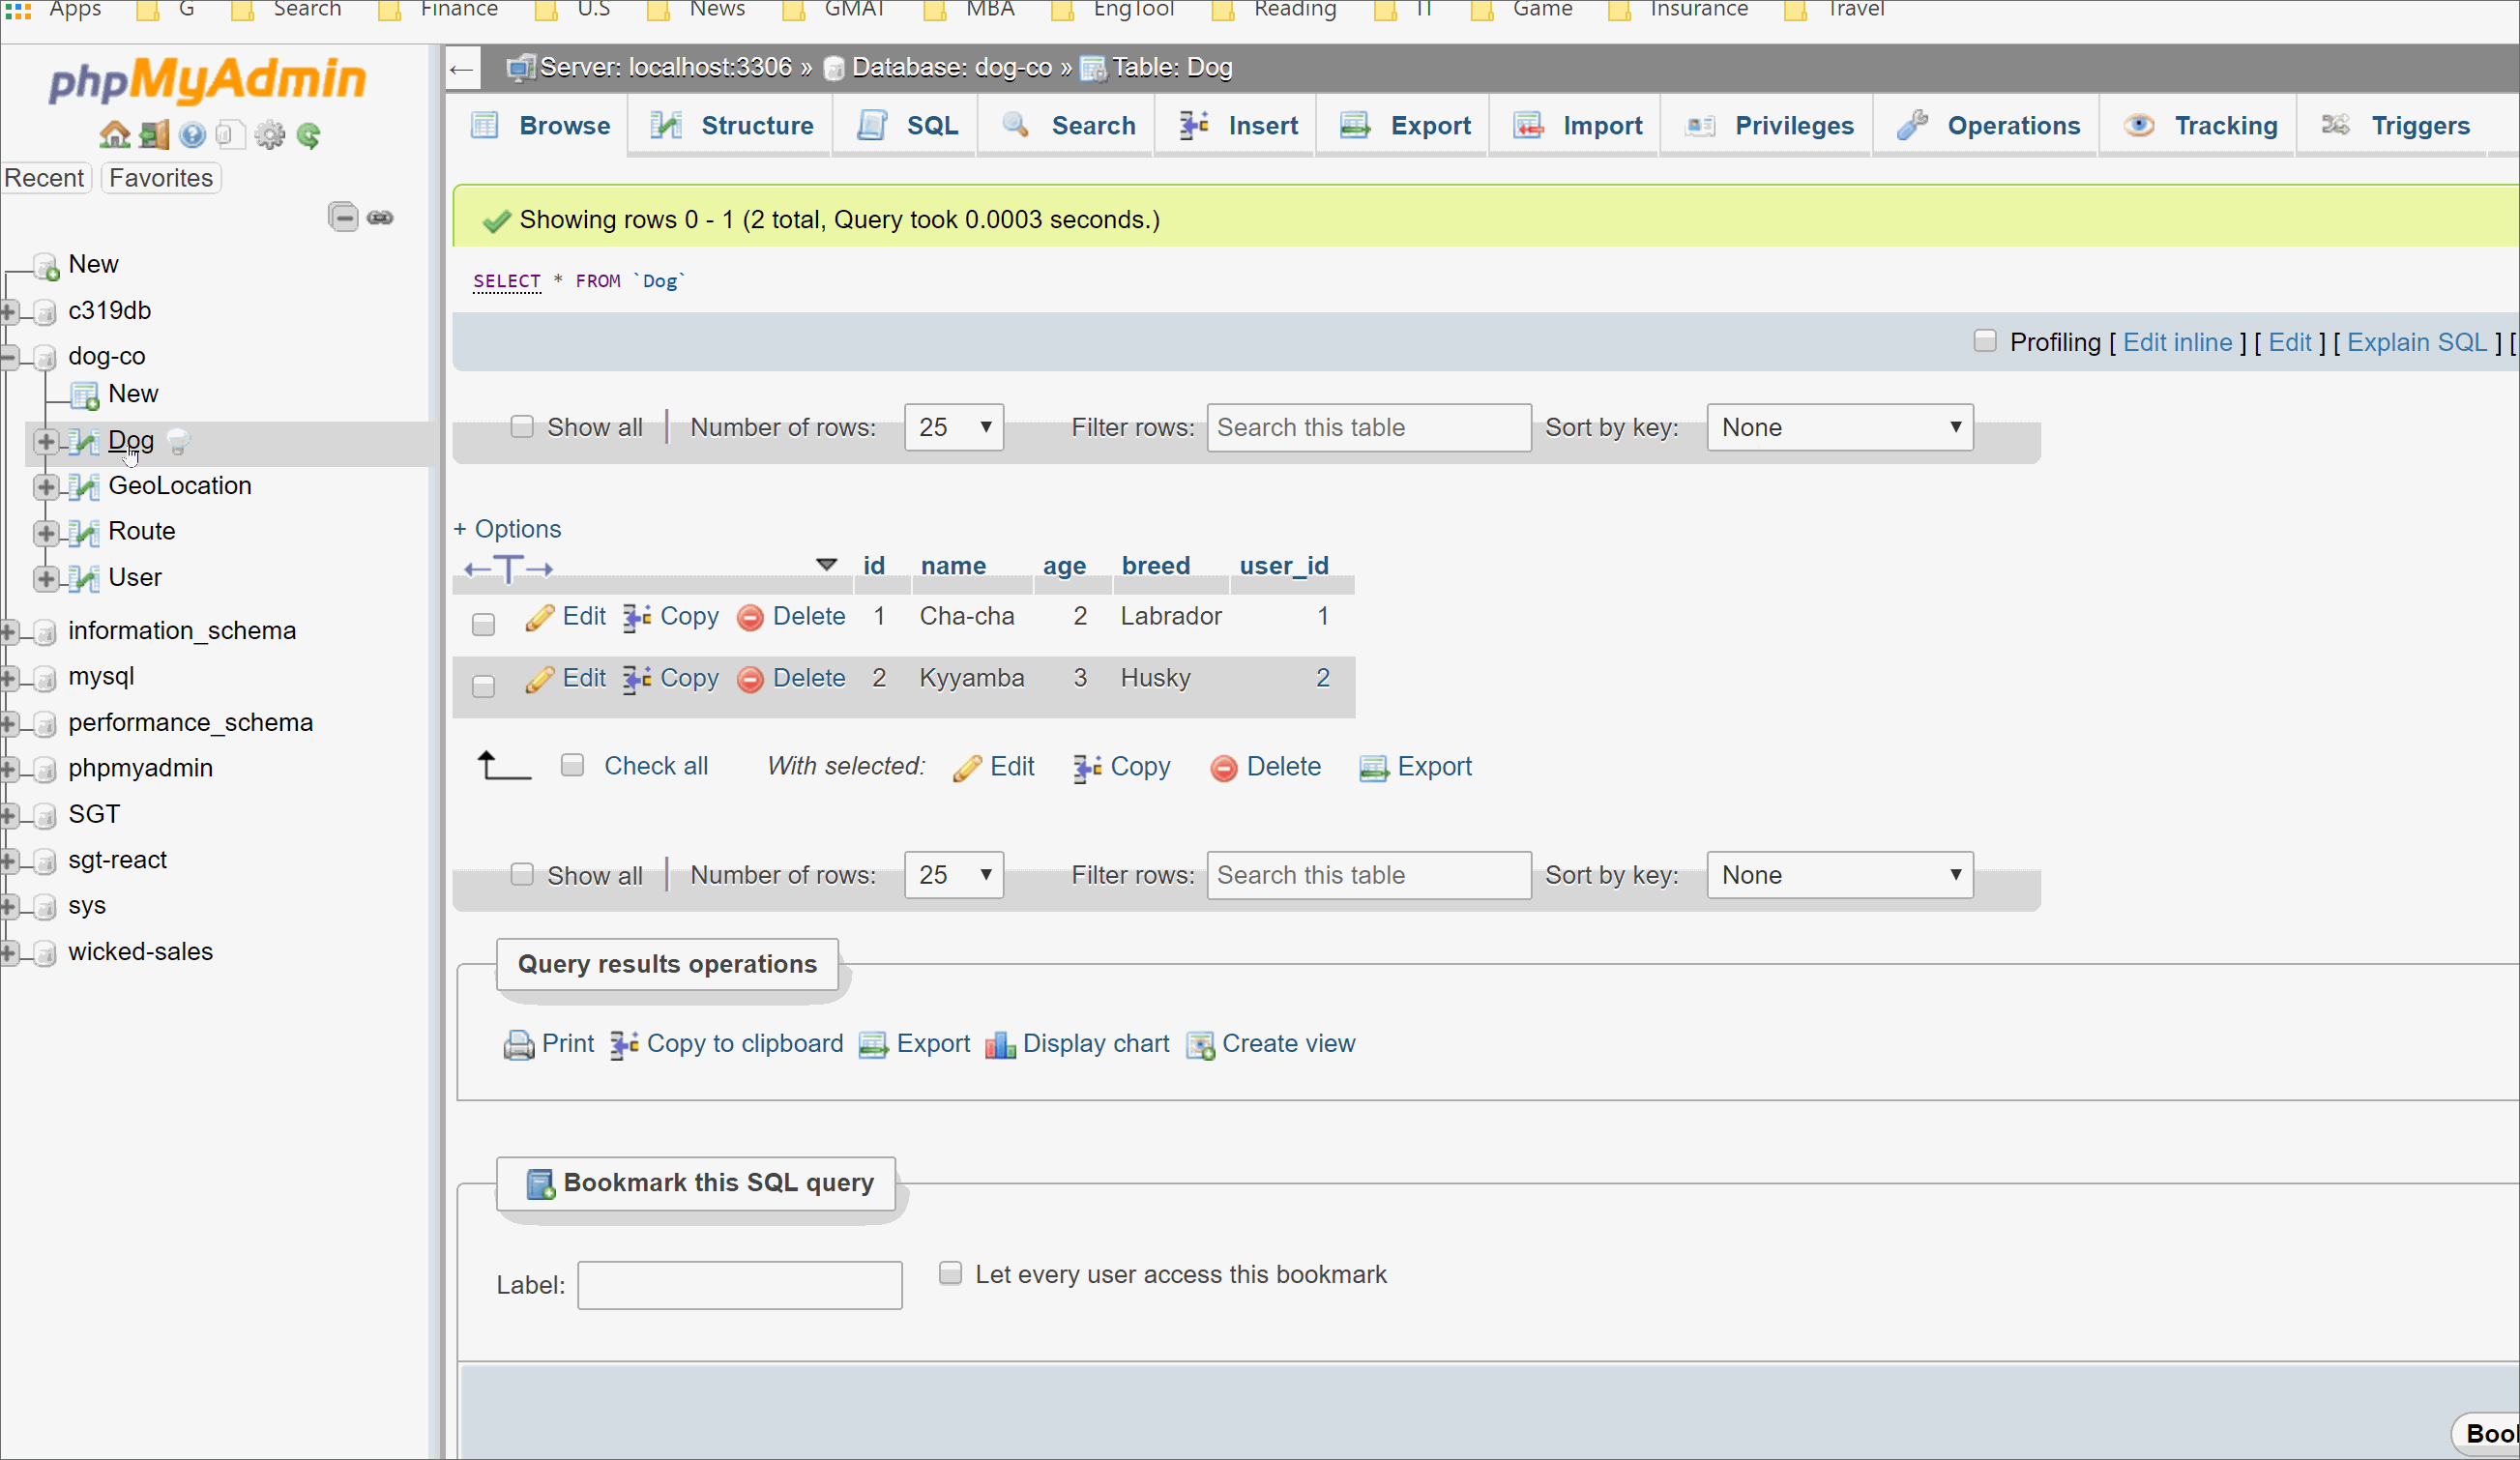 Apps G Search Finance U.S News GMAT MBA EngTool Reading IT Game Insurance Travel
phpMyAdmin
Recent Favorites
New
c319db
dog-co
New
Dog
GeoLocation
Route
User
information_schema
mysql
performance_schema
phpmyadmin
SGT
sgt-react
sys
wicked-sales
← Server: localhost:3306 » Database: dog-co » Table: Dog
Browse Structure SQL Search Insert Export Import Privileges Operations Tracking Triggers
Showing rows 0 - 1 (2 total, Query took 0.0003 seconds.)
SELECT * FROM `Dog`
Profiling [ Edit inline ] [ Edit ] [ Explain SQL ] [
Show all | Number of rows: 25 Filter rows: Search this table Sort by key: None
+ Options
←T→ id name age breed user_id
Edit Copy Delete 1 Cha-cha 2 Labrador 1
Edit Copy Delete 2 Kyyamba 3 Husky 2
Check all With selected: Edit Copy Delete Export
Show all | Number of rows: 25 Filter rows: Search this table Sort by key: None
Query results operations
Print Copy to clipboard Export Display chart Create view
Bookmark this SQL query
Label: Let every user access this bookmark